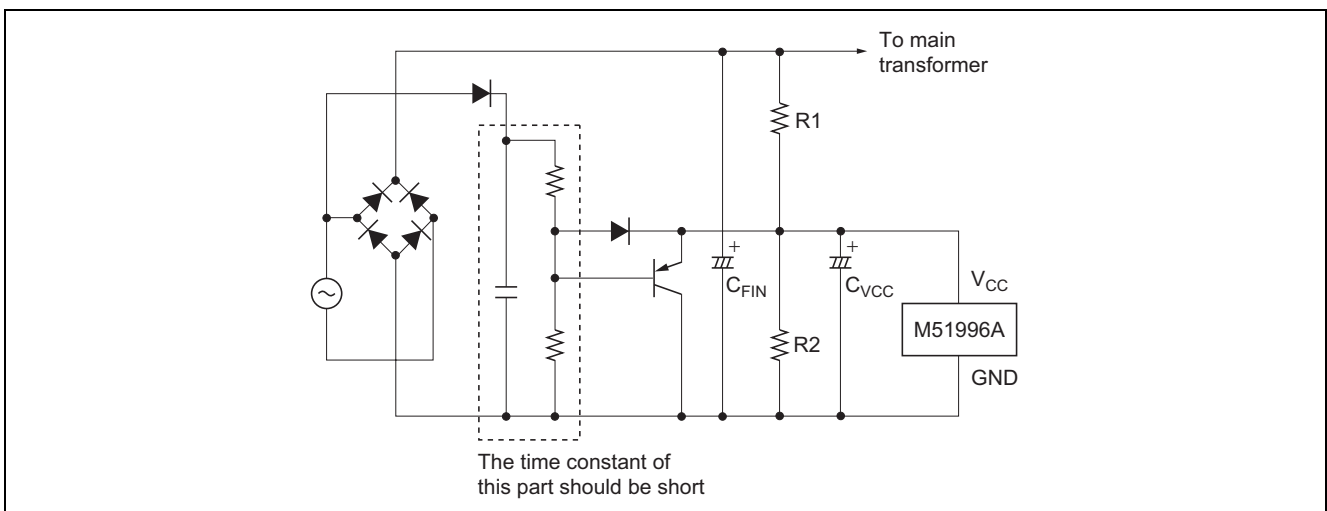 To main
transformer
R1
+
+
C_FIN
C_VCC
V_CC
M51996A
R2
GND
The time constant of
this part should be short